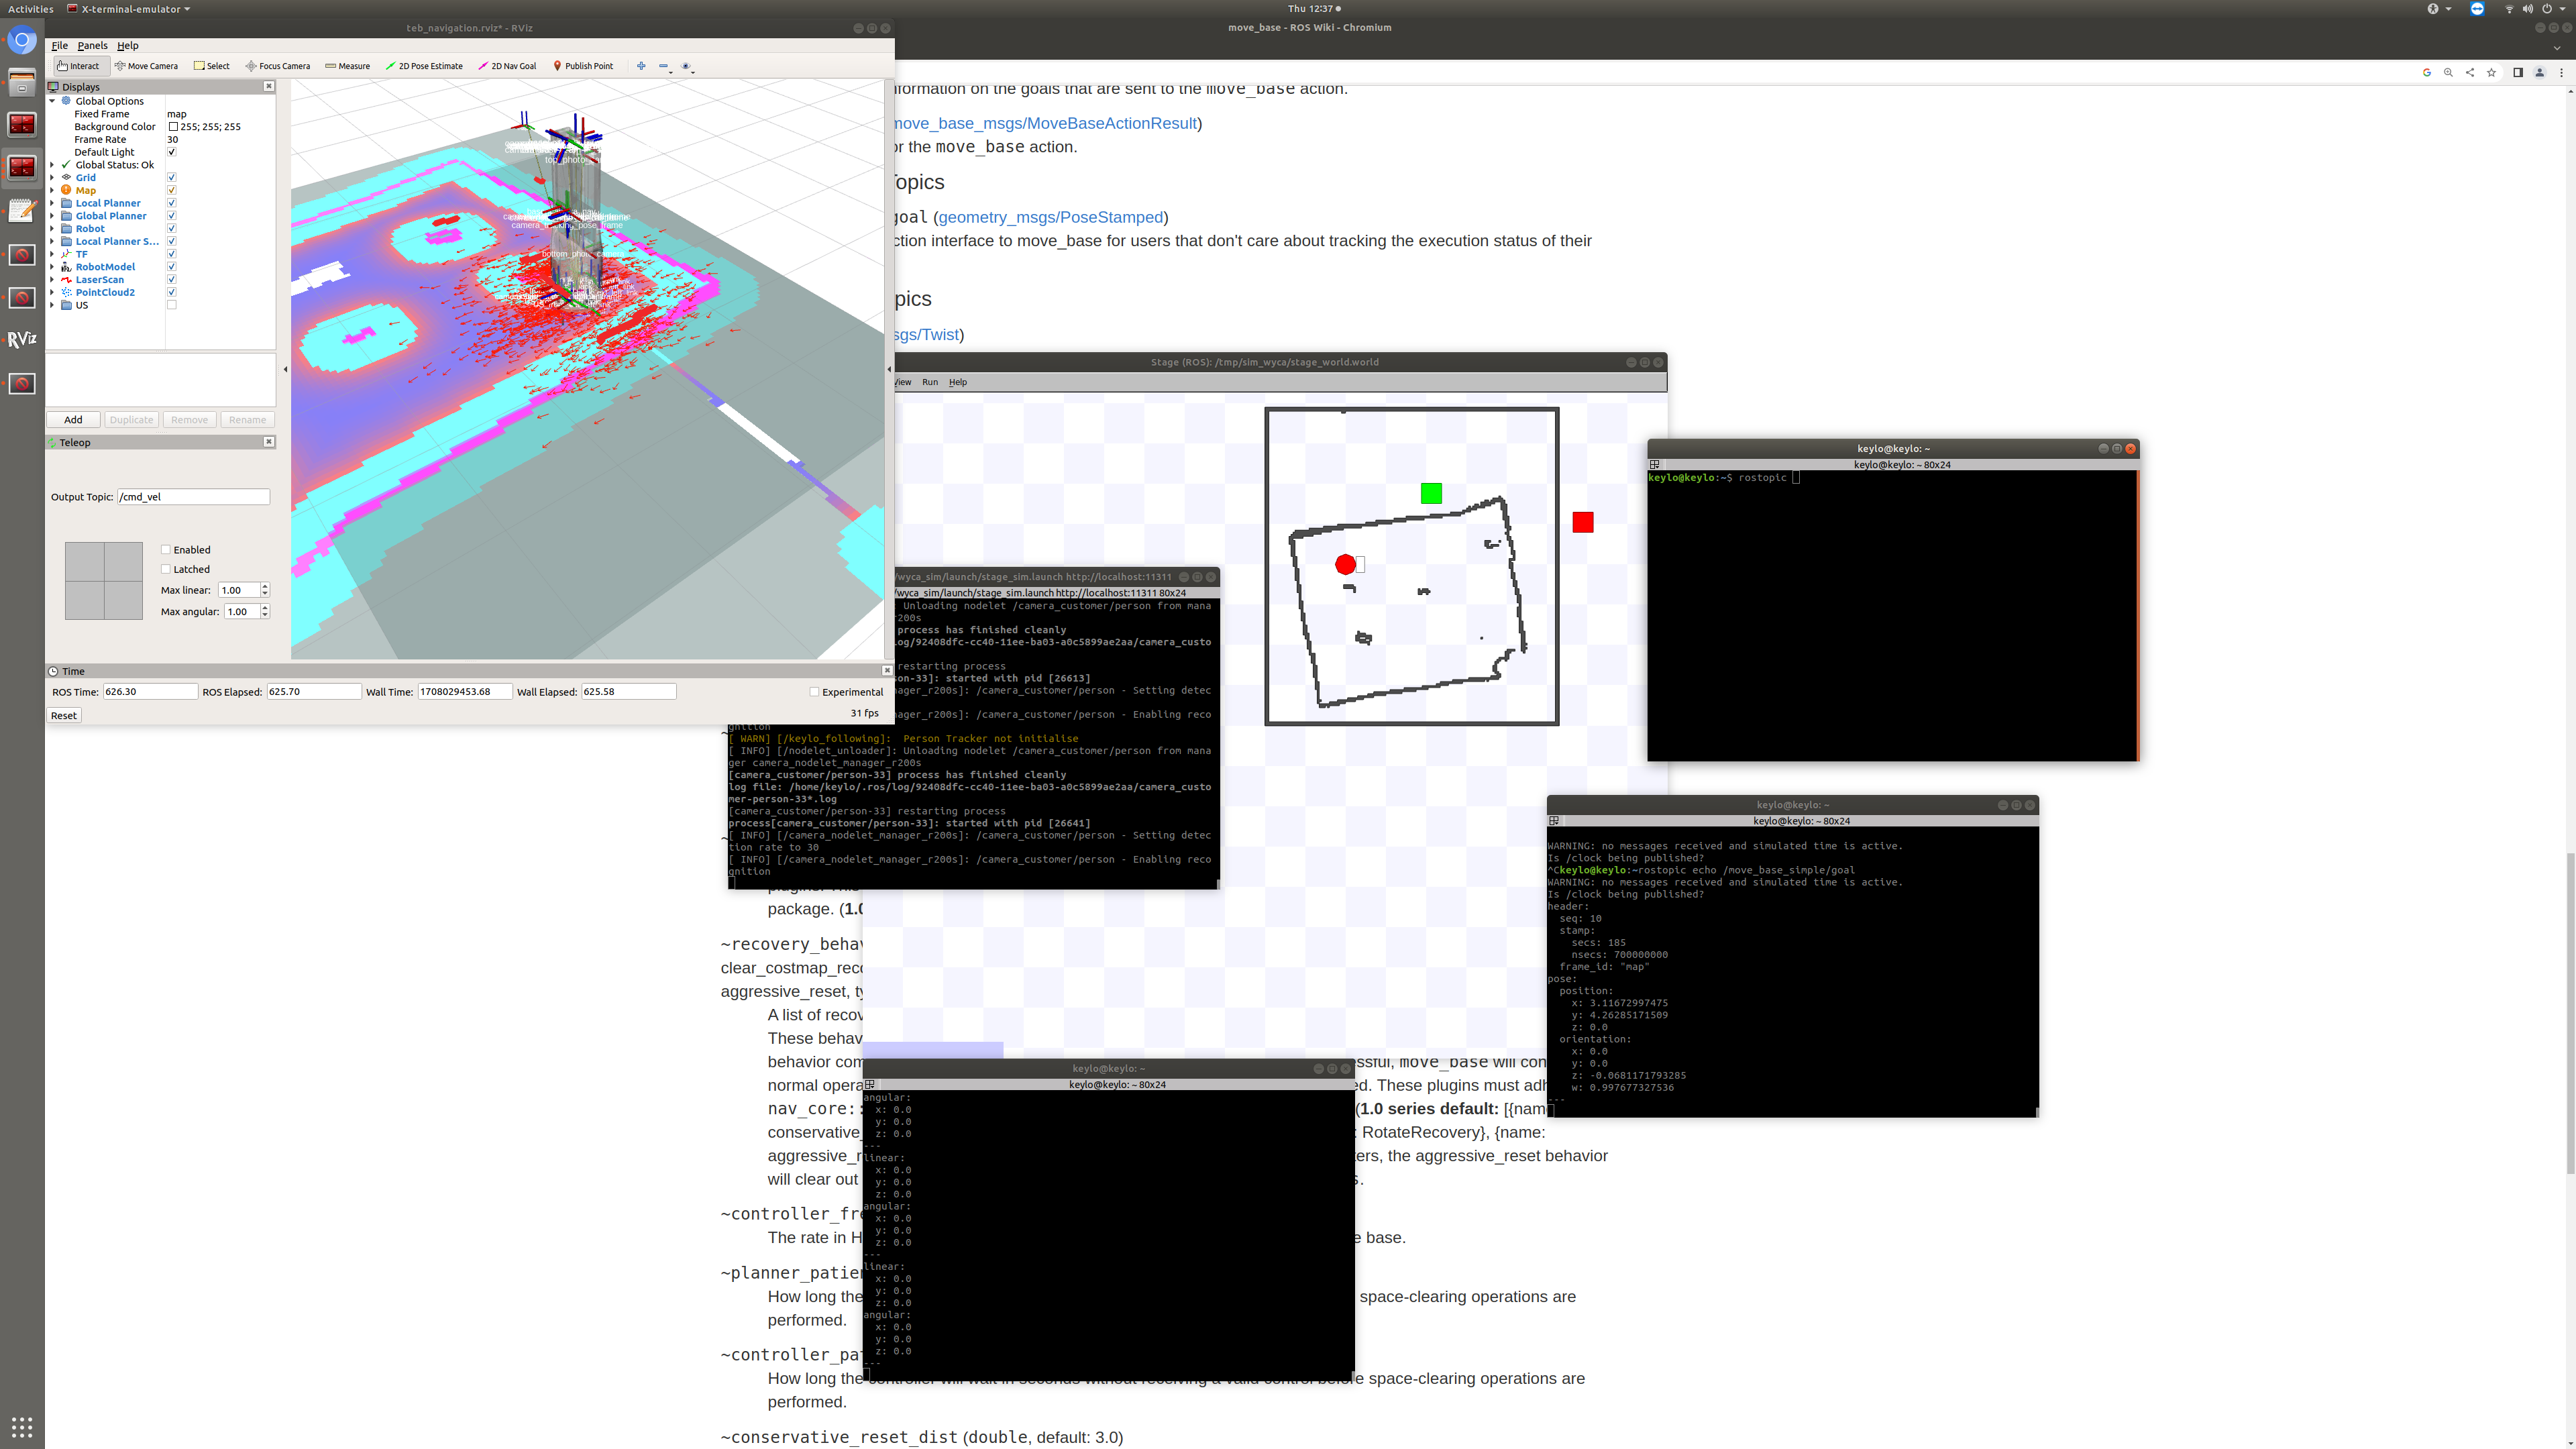 Activities
X-terminal-emulator
Thu 12:37
teb_navigation.rviz* - RViz
move_base - ROS Wiki - Chromium
File Panels Help
Interact Move Camera Select Focus Camera Measure 2D Pose Estimate 2D Nav Goal Publish Point
Displays
Global Options
Fixed Frame map
Background Color 255; 255; 255
Frame Rate 30
Default Light
Global Status: Ok
Grid
Map
Local Planner
Global Planner
Robot
Local Planner S...
TF
RobotModel
LaserScan
PointCloud2
US
Add Duplicate Remove Rename
Teleop
Output Topic: /cmd_vel
Enabled
Latched
Max linear: 1.00
Max angular: 1.00
Time
ROS Time: 626.30 ROS Elapsed: 625.70 Wall Time: 1708029453.68 Wall Elapsed: 625.58 Experimental
Reset
31 fps
RViz
bottom_photo_camera
formation on the goals that are sent to the move_base action.
move_base_msgs/MoveBaseActionResult)
or the move_base action.
Topics
goal (geometry_msgs/PoseStamped)
ction interface to move_base for users that don't care about tracking the execution status of their
pics
sgs/Twist)
Stage (ROS): /tmp/sim_wyca/stage_world.world
View Run Help
/wyca_sim/launch/stage_sim.launch http://localhost:11311
/wyca_sim/launch/stage_sim.launch http://localhost:11311 80x24
Unloading nodelet /camera_customer/person from mana
r200s
process has finished cleanly
log/92408dfc-cc40-11ee-ba03-a0c5899ae2aa/camera_custo
restarting process
son-33]: started with pid [26613]
nager_r200s]: /camera_customer/person - Setting detec
nager_r200s]: /camera_customer/person - Enabling reco
gnition
[ WARN] [/keylo_following]: Person Tracker not initialise
[ INFO] [/nodelet_unloader]: Unloading nodelet /camera_customer/person from mana
ger camera_nodelet_manager_r200s
[camera_customer/person-33] process has finished cleanly
log file: /home/keylo/.ros/log/92408dfc-cc40-11ee-ba03-a0c5899ae2aa/camera_custo
mer-person-33*.log
[camera_customer/person-33] restarting process
process[camera_customer/person-33]: started with pid [26641]
[ INFO] [/camera_nodelet_manager_r200s]: /camera_customer/person - Setting detec
tion rate to 30
[ INFO] [/camera_nodelet_manager_r200s]: /camera_customer/person - Enabling reco
gnition
keylo@keylo: ~
keylo@keylo: ~ 80x24
keylo@keylo:~$ rostopic
keylo@keylo: ~
keylo@keylo: ~ 80x24
WARNING: no messages received and simulated time is active.
Is /clock being published?
^Ckeylo@keylo:~rostopic echo /move_base_simple/goal
WARNING: no messages received and simulated time is active.
Is /clock being published?
header:
seq: 10
stamp:
secs: 185
nsecs: 700000000
frame_id: "map"
pose:
position:
x: 3.11672997475
y: 4.26285171509
z: 0.0
orientation:
x: 0.0
y: 0.0
z: -0.0681171793285
w: 0.997677327536
---
package. (1.0
~recovery_behav
clear_costmap_reco
aggressive_reset, ty
A list of recov
These behav
behavior com
ssful, move_base will con
normal opera
ed. These plugins must adh
nav_core::
(1.0 series default: [{name
conservative_
: RotateRecovery}, {name:
aggressive_r
ters, the aggressive_reset behavior
will clear out
s.
~controller_fre
The rate in H
e base.
~planner_patien
How long the
space-clearing operations are
performed.
~controller_pat
How long the controller will wait in seconds without receiving a valid control before space-clearing operations are
performed.
~conservative_reset_dist (double, default: 3.0)
keylo@keylo: ~
keylo@keylo: ~ 80x24
angular:
x: 0.0
y: 0.0
z: 0.0
---
linear:
x: 0.0
y: 0.0
z: 0.0
angular:
x: 0.0
y: 0.0
z: 0.0
---
linear:
x: 0.0
y: 0.0
z: 0.0
angular:
x: 0.0
y: 0.0
z: 0.0
---